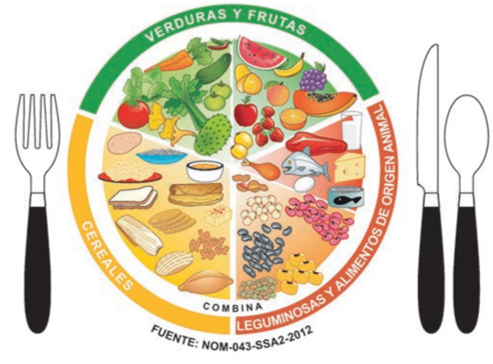 VERDURAS Y FRUTAS
CEREALES
LEGUMINOSAS Y ALIMENTOS DE ORIGEN ANIMAL
COMBINA
FUENTE: NOM-043-SSA2-2012